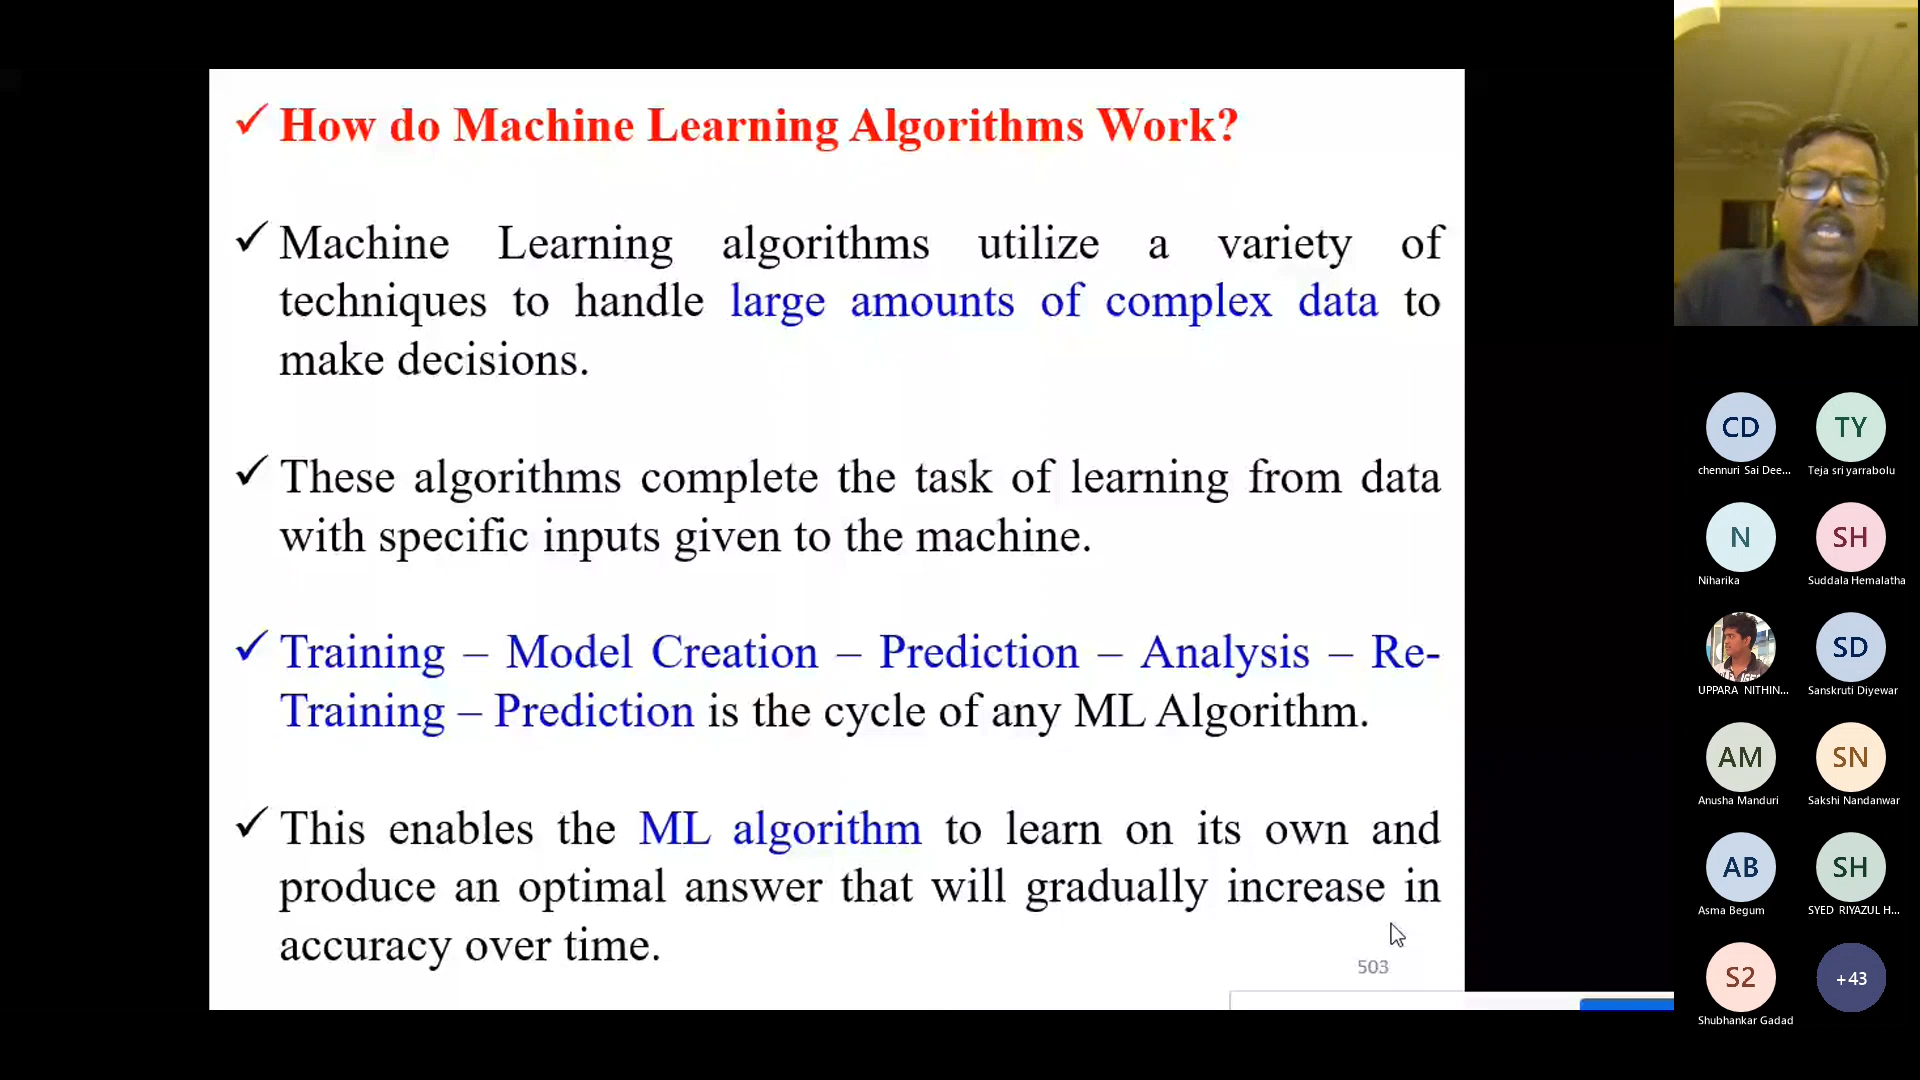 ✓ How do Machine Learning Algorithms Work?
✓ Machine Learning algorithms utilize a variety of
techniques to handle large amounts of complex data to
make decisions.
✓ These algorithms complete the task of learning from data
with specific inputs given to the machine.
✓ Training – Model Creation – Prediction – Analysis – Re-
Training – Prediction is the cycle of any ML Algorithm.
✓ This enables the ML algorithm to learn on its own and
produce an optimal answer that will gradually increase in
accuracy over time.
503
CD
TY
chennuri Sai Dee...
Teja sri yarrabolu
N
SH
Niharika
Suddala Hemalatha
SD
UPPARA NITHIN...
Sanskruti Diyewar
AM
SN
Anusha Manduri
Sakshi Nandanwar
AB
SH
Asma Begum
SYED RIYAZUL H...
S2
+43
Shubhankar Gadad